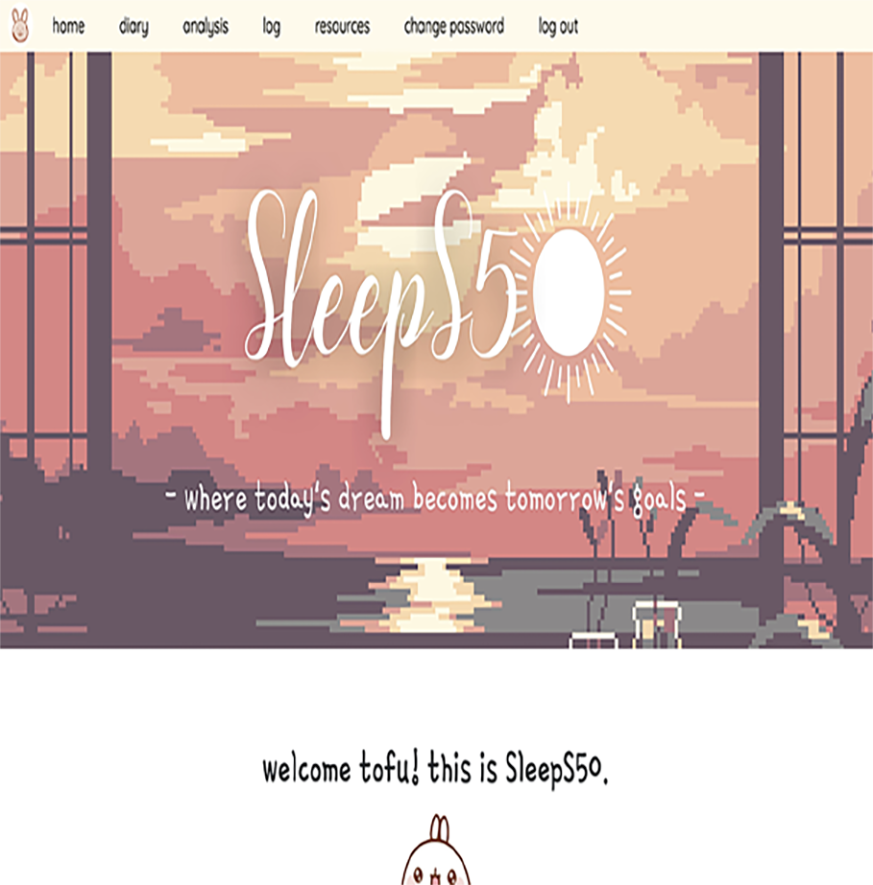 home diary analysis log resources change password log out
SleepS50
- where today's dream becomes tomorrow's goals -
welcome tofu! this is SleepS50.